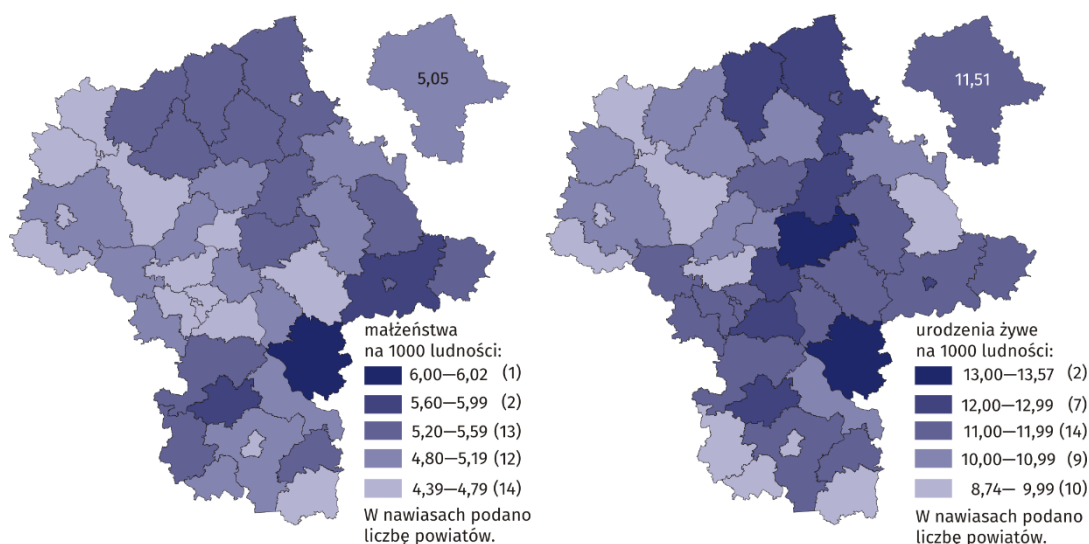 5,05
małżeństwa
na 1000 ludności:
6,00—6,02 (1)
5,60—5,99 (2)
5,20—5,59 (13)
4,80—5,19 (12)
4,39—4,79 (14)
W nawiasach podano
liczbę powiatów.
11,51
urodzenia żywe
na 1000 ludności:
13,00—13,57 (2)
12,00—12,99 (7)
11,00—11,99 (14)
10,00—10,99 (9)
8,74— 9,99 (10)
W nawiasach podano
liczbę powiatów.